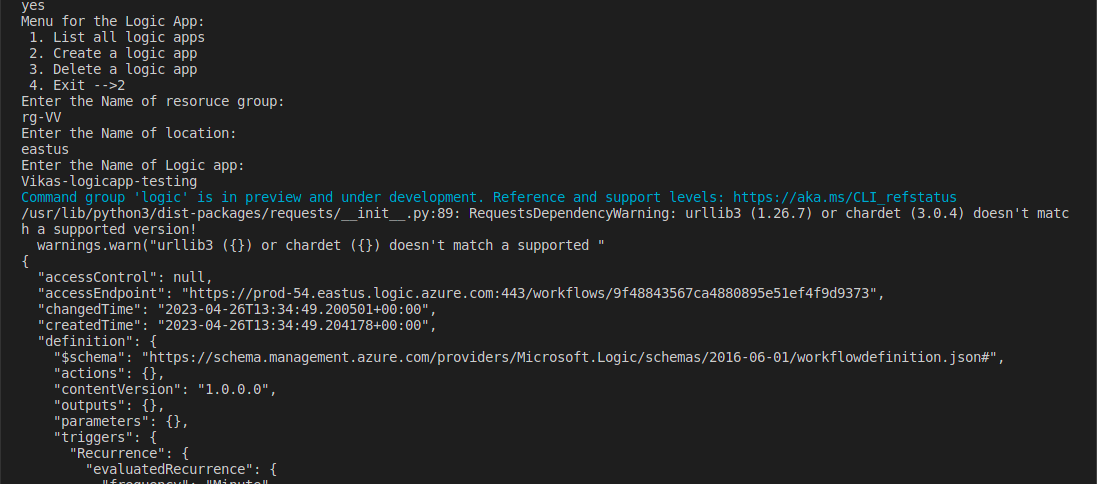 yes
Menu for the Logic App:
 1. List all logic apps
 2. Create a logic app
 3. Delete a logic app
 4. Exit -->2
Enter the Name of resoruce group:
rg-VV
Enter the Name of location:
eastus
Enter the Name of Logic app:
Vikas-logicapp-testing
Command group 'logic' is in preview and under development. Reference and support levels: https://aka.ms/CLI_refstatus
/usr/lib/python3/dist-packages/requests/__init__.py:89: RequestsDependencyWarning: urllib3 (1.26.7) or chardet (3.0.4) doesn't matc
h a supported version!
  warnings.warn("urllib3 ({}) or chardet ({}) doesn't match a supported "
{
  "accessControl": null,
  "accessEndpoint": "https://prod-54.eastus.logic.azure.com:443/workflows/9f48843567ca4880895e51ef4f9d9373",
  "changedTime": "2023-04-26T13:34:49.200501+00:00",
  "createdTime": "2023-04-26T13:34:49.204178+00:00",
  "definition": {
    "$schema": "https://schema.management.azure.com/providers/Microsoft.Logic/schemas/2016-06-01/workflowdefinition.json#",
    "actions": {},
    "contentVersion": "1.0.0.0",
    "outputs": {},
    "parameters": {},
    "triggers": {
      "Recurrence": {
        "evaluatedRecurrence": {
          "frequency": "Minute"